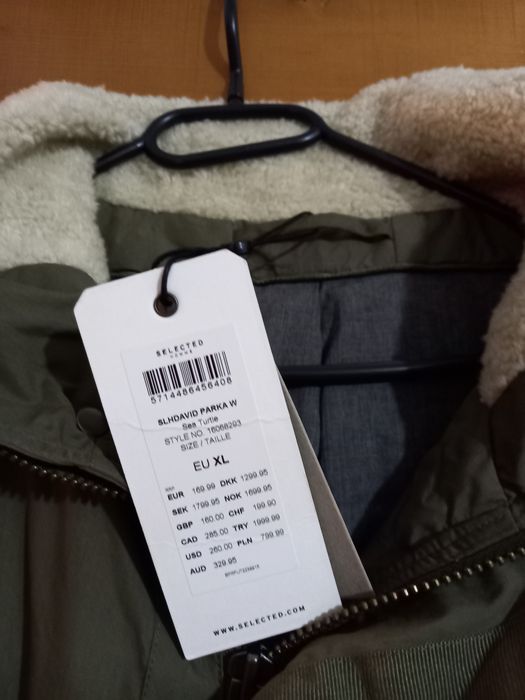 SELECTED
HOMME
5714486456408
SLHDAVID PARKA W
Sea Turtle
STYLE NO. 16068293
SIZE / TAILLE
EU XL
RRP:
EUR 169.99 DKK 1299.95
SEK 1799.95 NOK 1699.95
GBP 160.00 CHF 199.90
CAD 285.00 TRY 1999.99
USD 260.00 PLN 799.99
AUD 329.95
WWW.SELECTED.COM